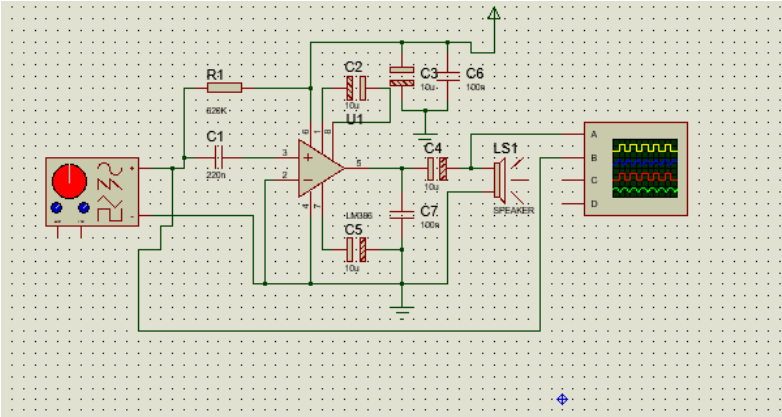 R1
620K
C1
220n
C2
10u
U1
C3
10u
C6
100n
6
1
8
3
2
5
4
7
LM386
C4
10u
LS1
SPEAKER
C7
100n
C5
10u
A
B
C
D